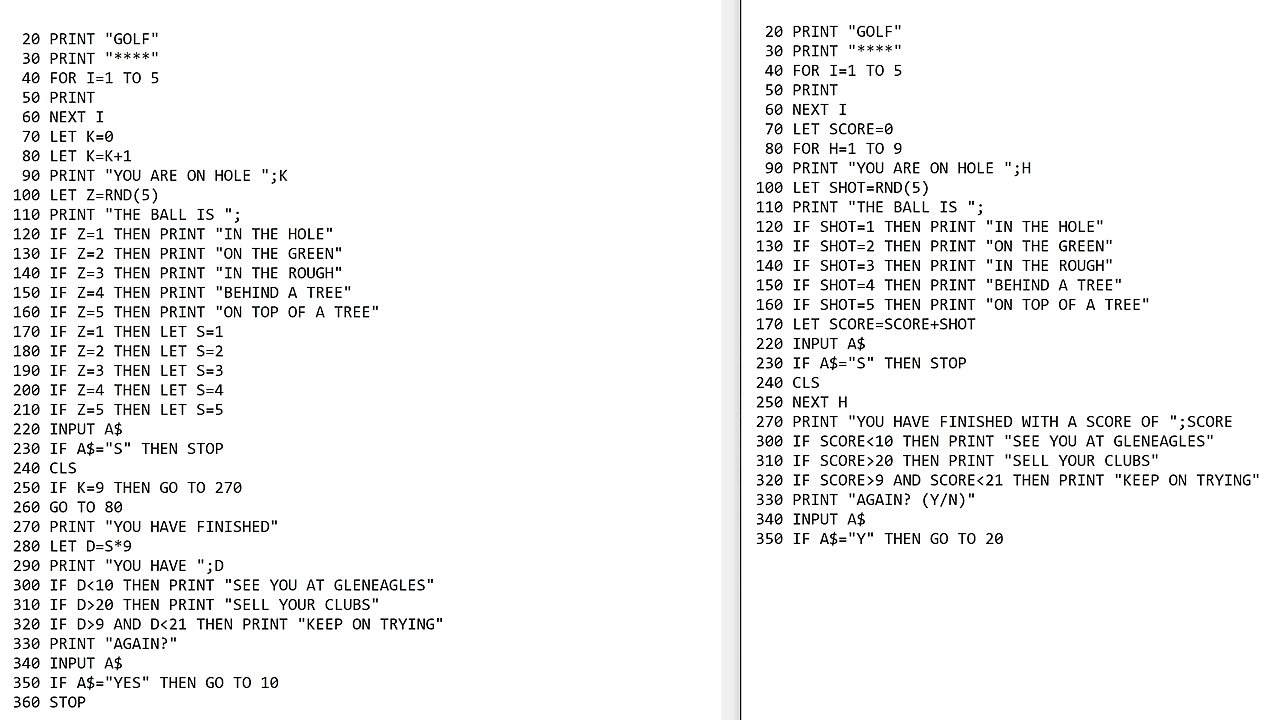 20 PRINT "GOLF"
30 PRINT "****"
40 FOR I=1 TO 5
50 PRINT
60 NEXT I
70 LET K=0
80 LET K=K+1
90 PRINT "YOU ARE ON HOLE ";K
100 LET Z=RND(5)
110 PRINT "THE BALL IS ";
120 IF Z=1 THEN PRINT "IN THE HOLE"
130 IF Z=2 THEN PRINT "ON THE GREEN"
140 IF Z=3 THEN PRINT "IN THE ROUGH"
150 IF Z=4 THEN PRINT "BEHIND A TREE"
160 IF Z=5 THEN PRINT "ON TOP OF A TREE"
170 IF Z=1 THEN LET S=1
180 IF Z=2 THEN LET S=2
190 IF Z=3 THEN LET S=3
200 IF Z=4 THEN LET S=4
210 IF Z=5 THEN LET S=5
220 INPUT A$
230 IF A$="S" THEN STOP
240 CLS
250 IF K=9 THEN GO TO 270
260 GO TO 80
270 PRINT "YOU HAVE FINISHED"
280 LET D=S*9
290 PRINT "YOU HAVE ";D
300 IF D<10 THEN PRINT "SEE YOU AT GLENEAGLES"
310 IF D>20 THEN PRINT "SELL YOUR CLUBS"
320 IF D>9 AND D<21 THEN PRINT "KEEP ON TRYING"
330 PRINT "AGAIN?"
340 INPUT A$
350 IF A$="YES" THEN GO TO 10
360 STOP
20 PRINT "GOLF"
30 PRINT "****"
40 FOR I=1 TO 5
50 PRINT
60 NEXT I
70 LET SCORE=0
80 FOR H=1 TO 9
90 PRINT "YOU ARE ON HOLE ";H
100 LET SHOT=RND(5)
110 PRINT "THE BALL IS ";
120 IF SHOT=1 THEN PRINT "IN THE HOLE"
130 IF SHOT=2 THEN PRINT "ON THE GREEN"
140 IF SHOT=3 THEN PRINT "IN THE ROUGH"
150 IF SHOT=4 THEN PRINT "BEHIND A TREE"
160 IF SHOT=5 THEN PRINT "ON TOP OF A TREE"
170 LET SCORE=SCORE+SHOT
220 INPUT A$
230 IF A$="S" THEN STOP
240 CLS
250 NEXT H
270 PRINT "YOU HAVE FINISHED WITH A SCORE OF ";SCORE
300 IF SCORE<10 THEN PRINT "SEE YOU AT GLENEAGLES"
310 IF SCORE>20 THEN PRINT "SELL YOUR CLUBS"
320 IF SCORE>9 AND SCORE<21 THEN PRINT "KEEP ON TRYING"
330 PRINT "AGAIN? (Y/N)"
340 INPUT A$
350 IF A$="Y" THEN GO TO 20